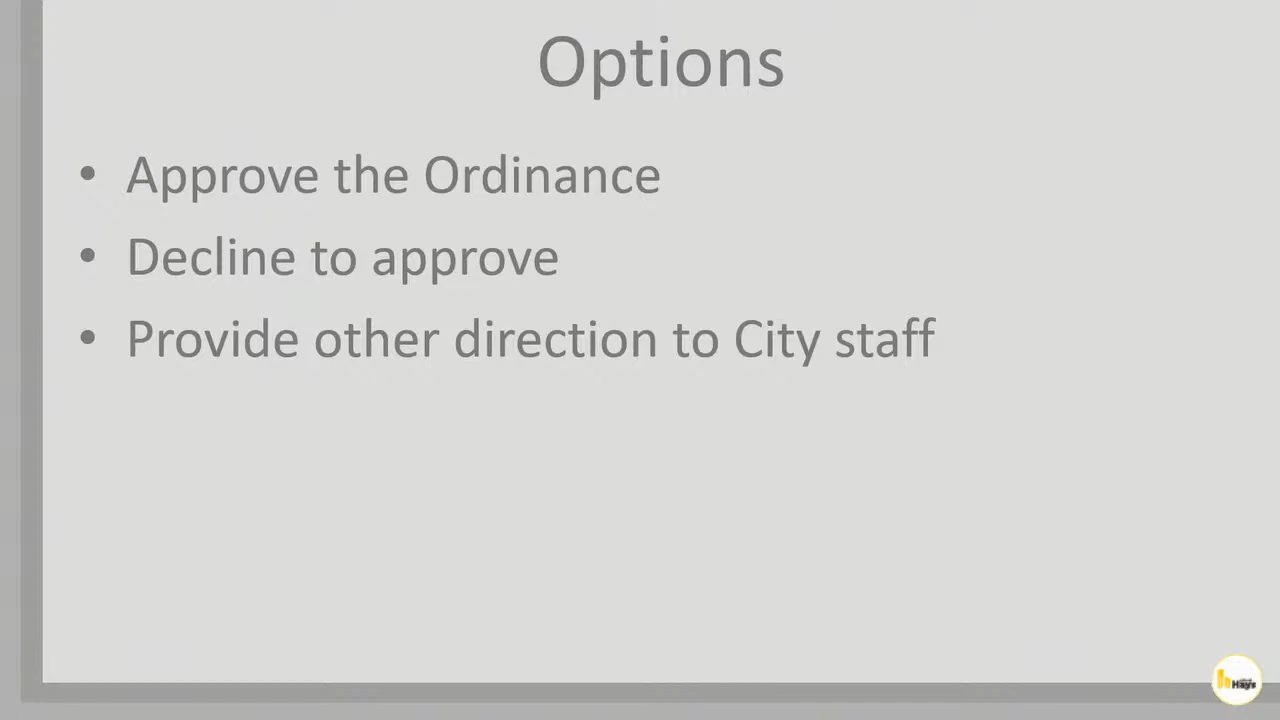 Options
• Approve the Ordinance
• Decline to approve
• Provide other direction to City staff
Hays